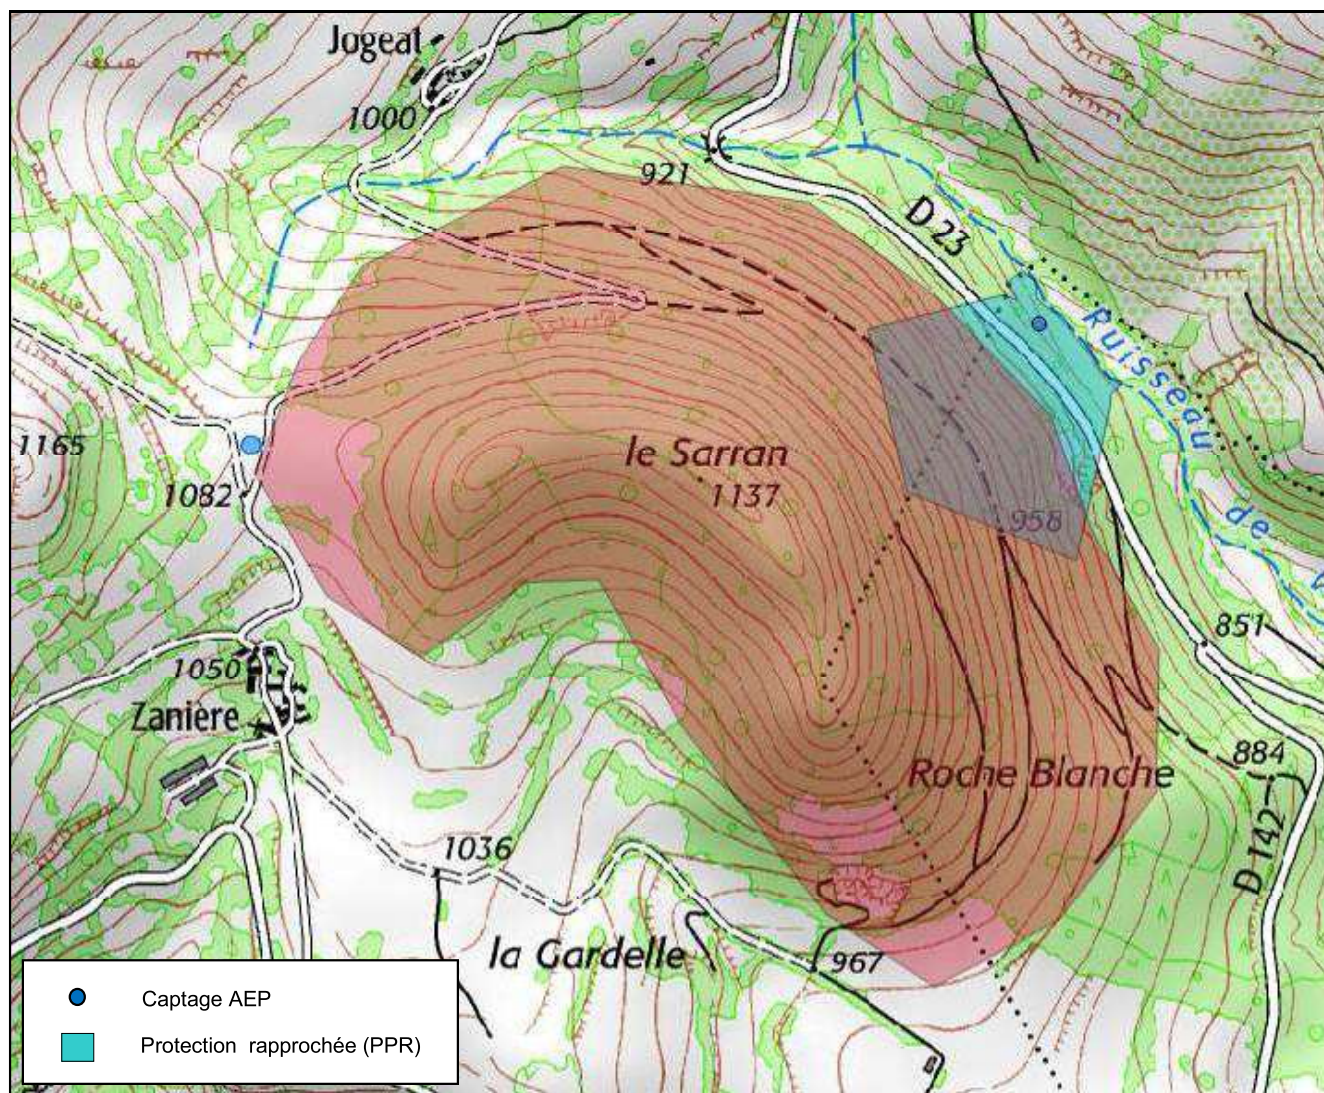 Jogeat
1000
921
D 23
Ruisseau
de
1165
1082
le Sarran
1137
958
851
1050
Zanière
884
Roche Blanche
D 142
1036
la Gardelle
967
Captage AEP
Protection rapprochée (PPR)